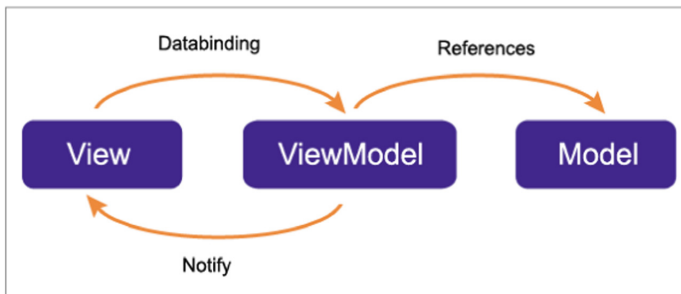 Databinding
References
View
ViewModel
Model
Notify